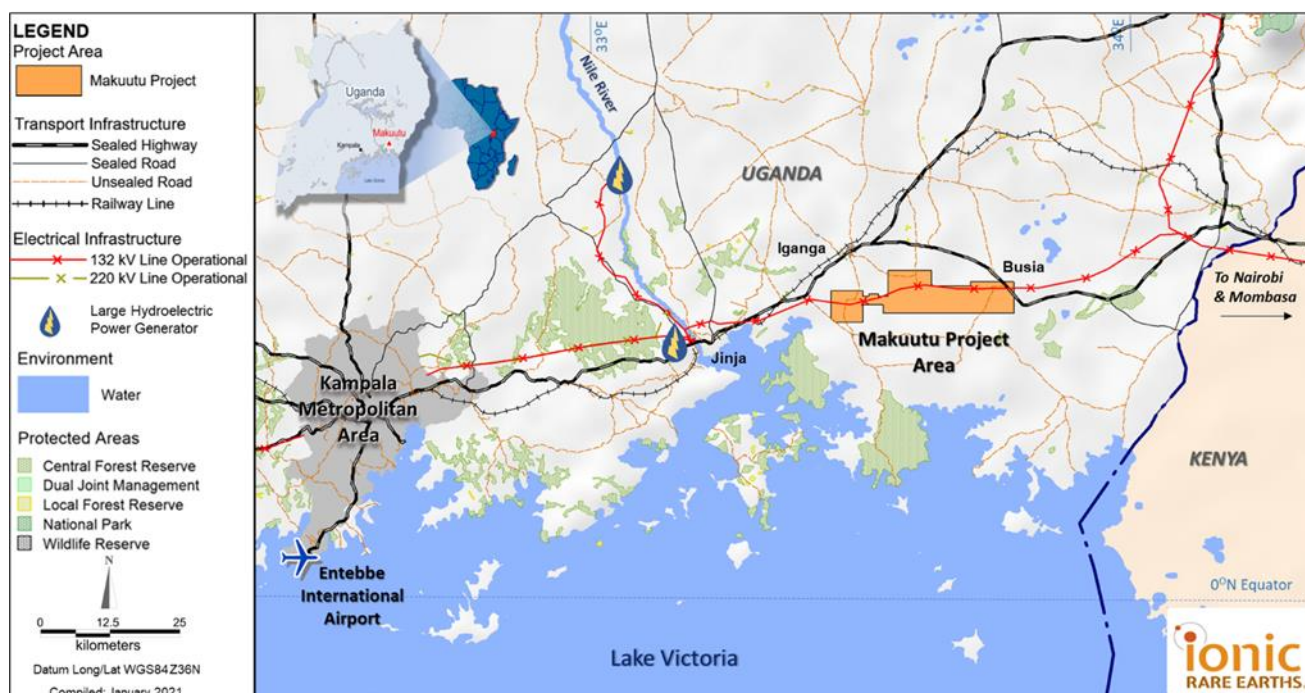 LEGEND
Project Area
Makuutu Project
Transport Infrastructure
Sealed Highway
Sealed Road
Unsealed Road
Railway Line
Electrical Infrastructure
132 kV Line Operational
220 kV Line Operational
Large Hydroelectric
Power Generator
Environment
Water
Protected Areas
Central Forest Reserve
Dual Joint Management
Local Forest Reserve
National Park
Wildlife Reserve
N
0 12.5 25
kilometers
Datum Long/Lat WGS84Z36N
Compiled: January 2021
Uganda
Makuutu
Kampala
33⁰E
34⁰E
Nile River
UGANDA
Iganga
Busia
To Nairobi
& Mombasa
Makuutu Project
Area
Jinja
Kampala
Metropolitan
Area
KENYA
Entebbe
International
Airport
0⁰N Equator
Lake Victoria
ionic
RARE EARTHS